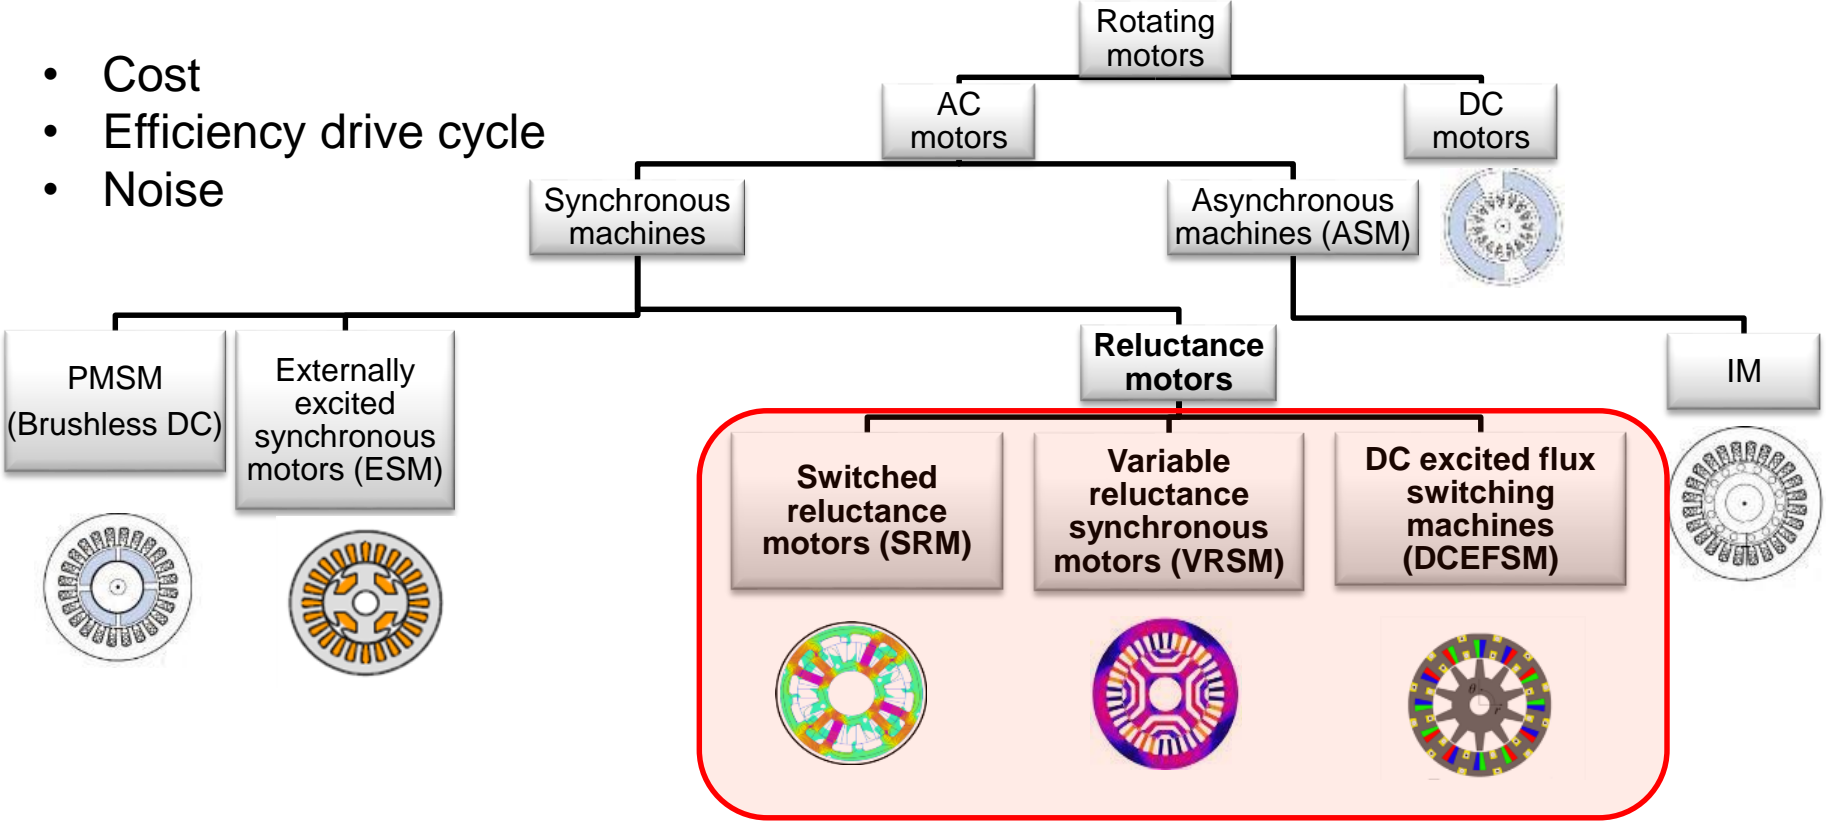 • Cost
• Efficiency drive cycle
• Noise
Rotating
motors
AC
motors
DC
motors
Synchronous
machines
Asynchronous
machines (ASM)
PMSM
(Brushless DC)
Externally
excited
synchronous
motors (ESM)
Reluctance
motors
IM
Switched
reluctance
motors (SRM)
Variable
reluctance
synchronous
motors (VRSM)
DC excited flux
switching
machines
(DCEFSM)
θ
r